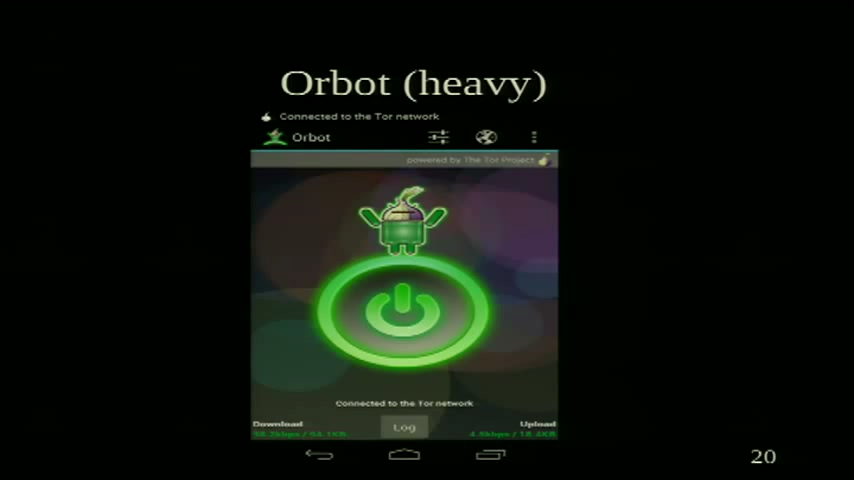 Orbot (heavy)
Connected to the Tor network
Orbot
powered by The Tor Project
Connected to the Tor network
Download
Upload
Log
20